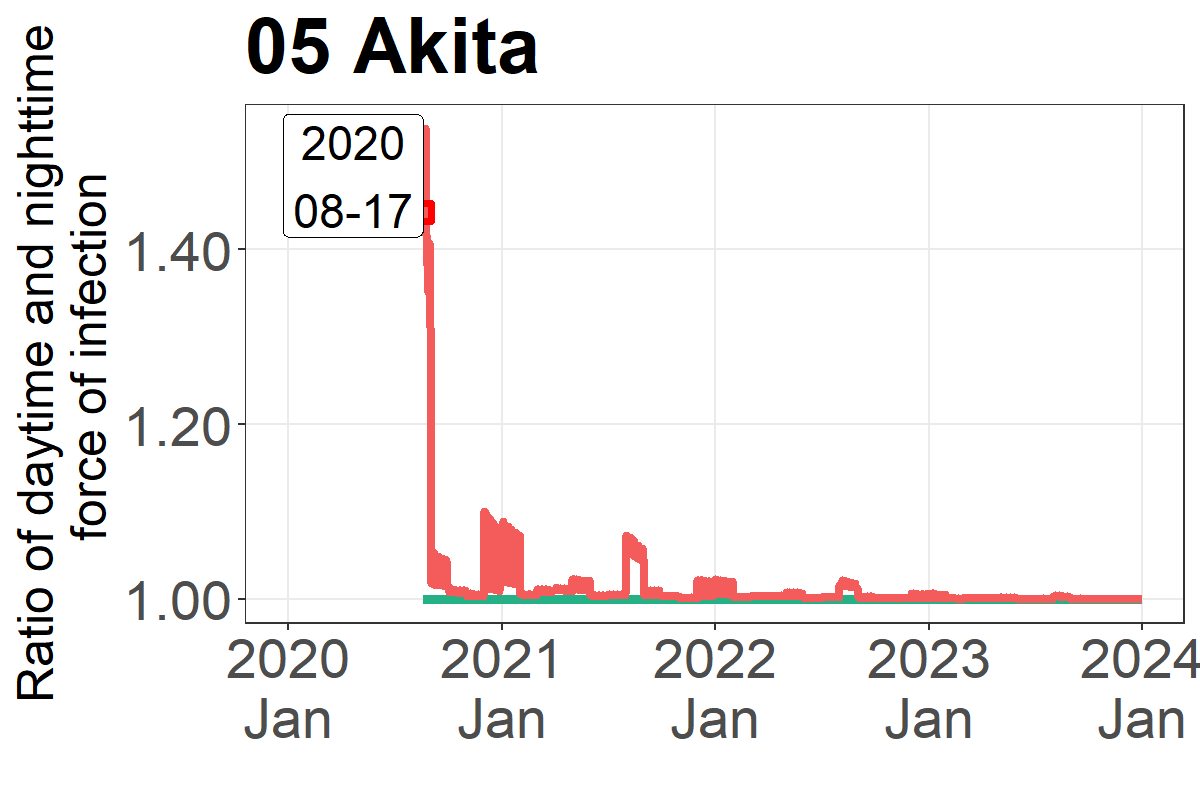 05 Akita
Ratio of daytime and nighttime
force of infection
2020
08-17
1.40
1.20
1.00
2020 2021 2022 2023 2024
Jan Jan Jan Jan Jan